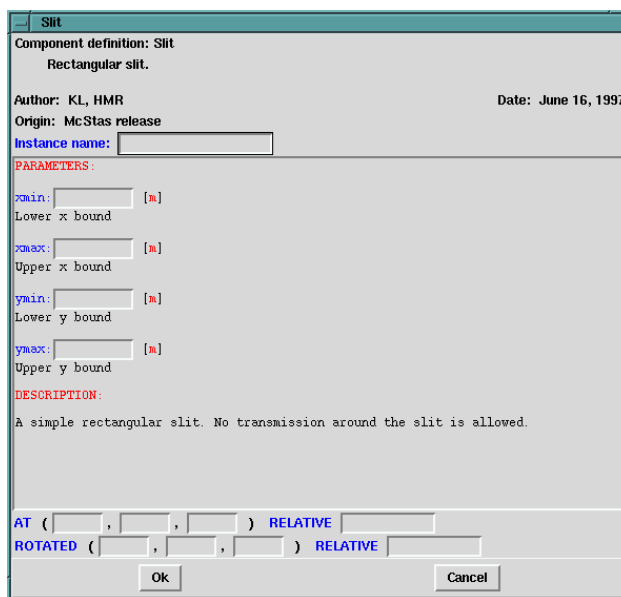 Slit
Component definition: Slit
Rectangular slit.
Author: KL, HMR Date: June 16, 1997
Origin: McStas release
Instance name:
PARAMETERS:
xmin: [m]
Lower x bound
xmax: [m]
Upper x bound
ymin: [m]
Lower y bound
ymax: [m]
Upper y bound
DESCRIPTION:
A simple rectangular slit. No transmission around the slit is allowed.
AT ( , , ) RELATIVE
ROTATED ( , , ) RELATIVE
Ok Cancel